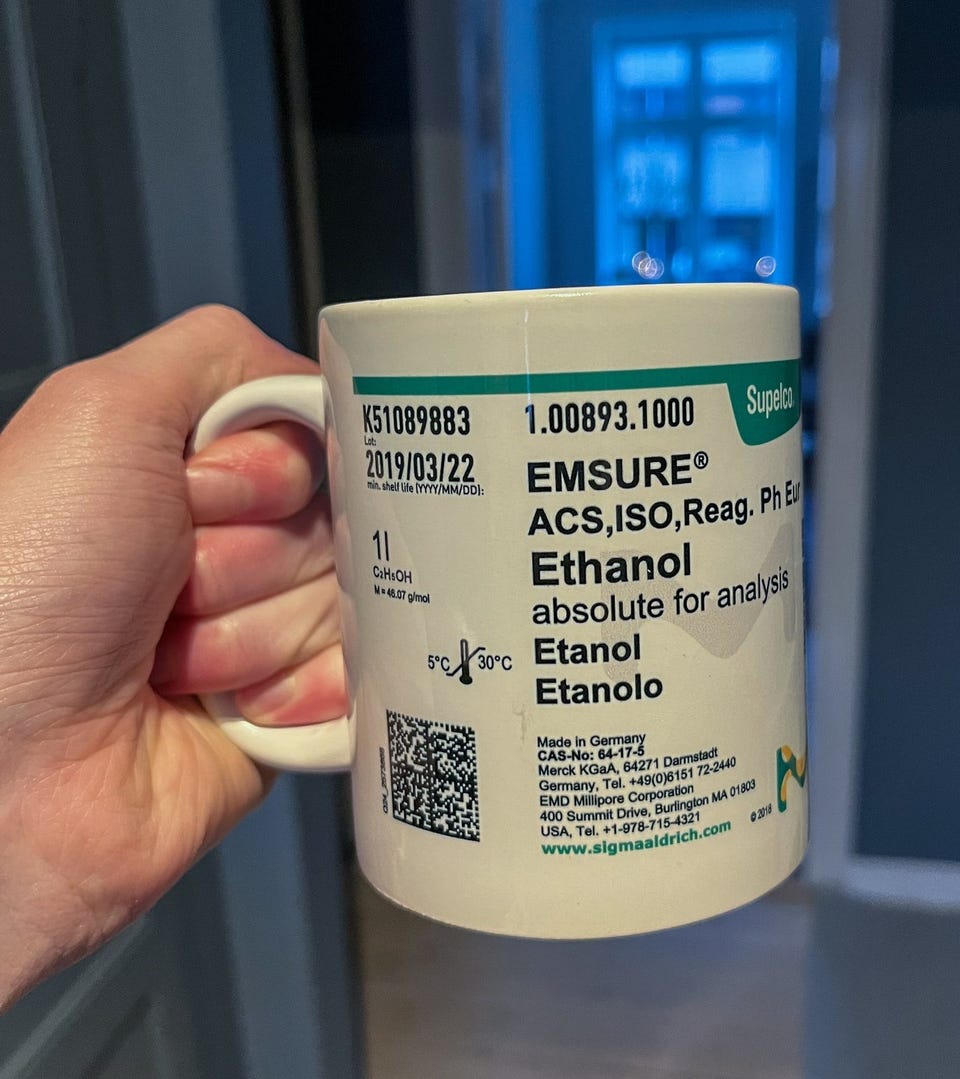 Supelco
K51089883
Lot:
2019/03/22
min. shelf life (YYYY/MM/DD):
1l
C2H5OH
M = 46.07 g/mol
5°C 30°C
1.00893.1000
EMSURE®
ACS,ISO,Reag. Ph Eur
Ethanol
absolute for analysis
Etanol
Etanolo
Made in Germany
CAS-No: 64-17-5
Merck KGaA, 64271 Darmstadt
Germany, Tel. +49(0)6151 72-2440
EMD Millipore Corporation
400 Summit Drive, Burlington MA 01803
USA, Tel. +1-978-715-4321
© 2018
www.sigmaaldrich.com